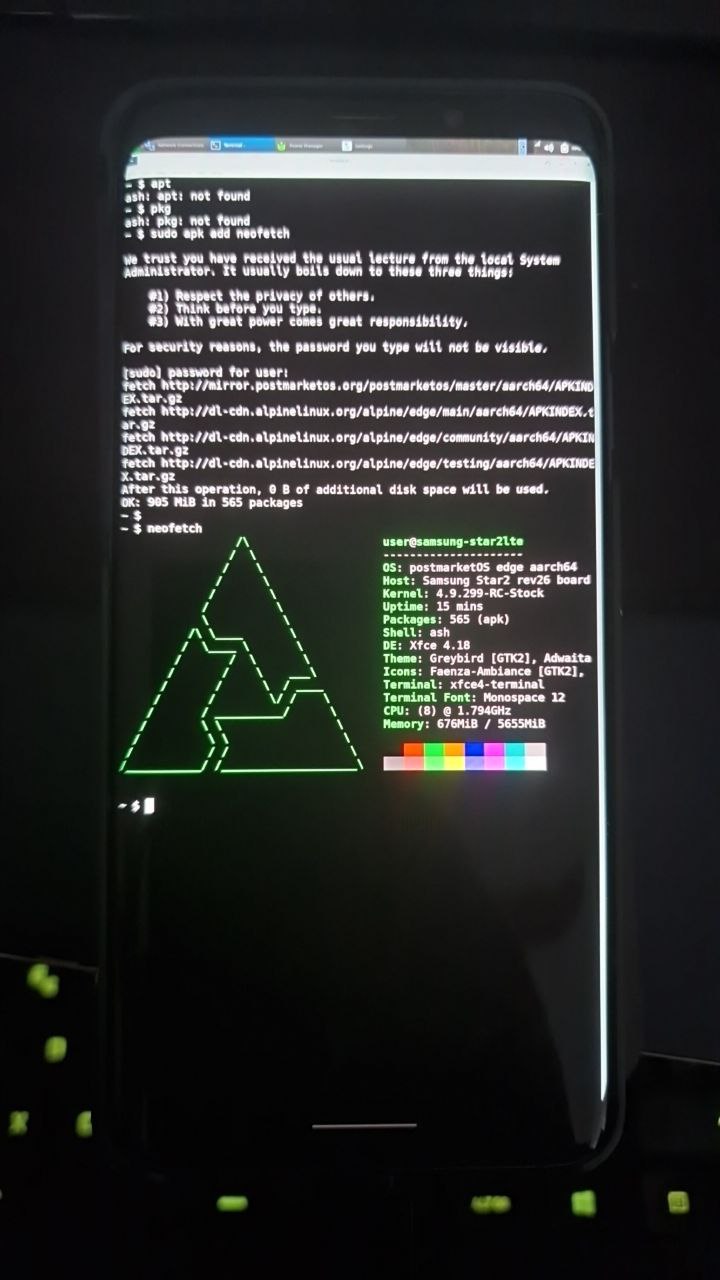 Network Connections Terminal - Power Manager Settings
~ $ apt
ash: apt: not found
~ $ pkg
ash: pkg: not found
~ $ sudo apk add neofetch
We trust you have received the usual lecture from the local System
Administrator. It usually boils down to these three things:
#1) Respect the privacy of others.
#2) Think before you type.
#3) With great power comes great responsibility.
For security reasons, the password you type will not be visible.
[sudo] password for user:
fetch http://mirror.postmarketos.org/postmarketos/master/aarch64/APKIND
EX.tar.gz
fetch http://dl-cdn.alpinelinux.org/alpine/edge/main/aarch64/APKINDEX.t
ar.gz
fetch http://dl-cdn.alpinelinux.org/alpine/edge/community/aarch64/APKIN
DEX.tar.gz
fetch http://dl-cdn.alpinelinux.org/alpine/edge/testing/aarch64/APKINDE
X.tar.gz
After this operation, 0 B of additional disk space will be used.
OK: 905 MiB in 565 packages
~ $
~ $ neofetch
user@samsung-star2lte
----------------------
OS: postmarketOS edge aarch64
Host: Samsung Star2 rev26 board
Kernel: 4.9.299-RC-Stock
Uptime: 15 mins
Packages: 565 (apk)
Shell: ash
DE: Xfce 4.18
Theme: Greybird [GTK2], Adwaita
Icons: Faenza-Ambiance [GTK2],
Terminal: xfce4-terminal
Terminal Font: Monospace 12
CPU: (8) @ 1.794GHz
Memory: 676MiB / 5655MiB
~ $